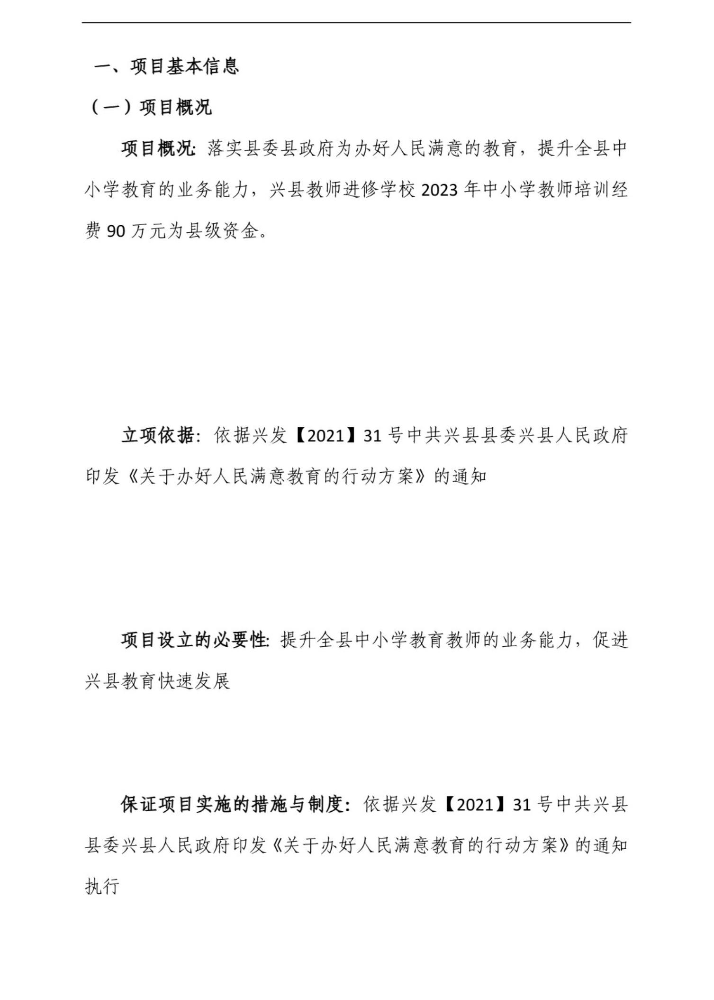 一、项目基本信息
（一）项目概况
项目概况：落实县委县政府为办好人民满意的教育，提升全县中
小学教育的业务能力，兴县教师进修学校 2023 年中小学教师培训经
费 90 万元为县级资金。
立项依据：依据兴发【2021】31 号中共兴县县委兴县人民政府
印发《关于办好人民满意教育的行动方案》的通知
项目设立的必要性：提升全县中小学教育教师的业务能力，促进
兴县教育快速发展
保证项目实施的措施与制度：依据兴发【2021】31 号中共兴县
县委兴县人民政府印发《关于办好人民满意教育的行动方案》的通知
执行